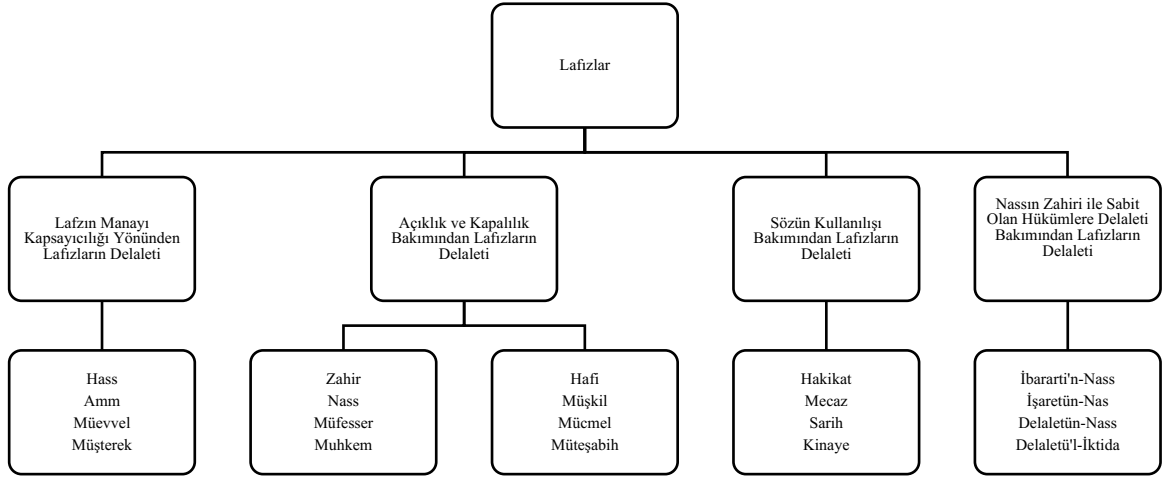 Lafızlar
Lafzın Manayı
Kapsayıcılığı Yönünden
Lafızların Delaleti
Açıklık ve Kapalılık
Bakımından Lafızların
Delaleti
Sözün Kullanılışı
Bakımından Lafızların
Delaleti
Nassın Zahiri ile Sabit
Olan Hükümlere Delaleti
Bakımından Lafızların
Delaleti
Hass
Amm
Müevvel
Müşterek
Zahir
Nass
Müfesser
Muhkem
Hafi
Müşkil
Mücmel
Müteşabih
Hakikat
Mecaz
Sarih
Kinaye
İbararti'n-Nass
İşaretün-Nas
Delaletün-Nass
Delaletü'l-İktida